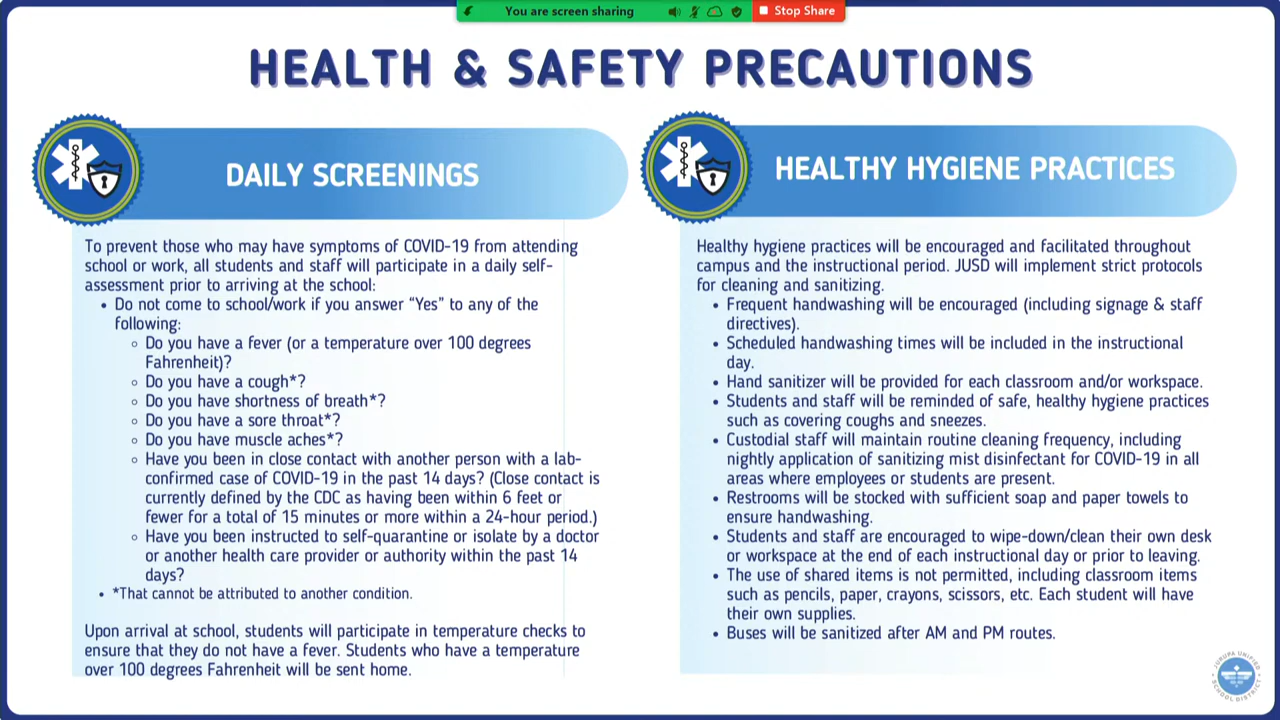 You are screen sharing
Stop Share
HEALTH & SAFETY PRECAUTIONS
DAILY SCREENINGS
To prevent those who may have symptoms of COVID-19 from attending
school or work, all students and staff will participate in a daily self-
assessment prior to arriving at the school:
• Do not come to school/work if you answer “Yes” to any of the
following:
◦ Do you have a fever (or a temperature over 100 degrees
Fahrenheit)?
◦ Do you have a cough*?
◦ Do you have shortness of breath*?
◦ Do you have a sore throat*?
◦ Do you have muscle aches*?
◦ Have you been in close contact with another person with a lab-
confirmed case of COVID-19 in the past 14 days? (Close contact is
currently defined by the CDC as having been within 6 feet or
fewer for a total of 15 minutes or more within a 24-hour period.)
◦ Have you been instructed to self-quarantine or isolate by a doctor
or another health care provider or authority within the past 14
days?
• *That cannot be attributed to another condition.
Upon arrival at school, students will participate in temperature checks to
ensure that they do not have a fever. Students who have a temperature
over 100 degrees Fahrenheit will be sent home.
HEALTHY HYGIENE PRACTICES
Healthy hygiene practices will be encouraged and facilitated throughout
campus and the instructional period. JUSD will implement strict protocols
for cleaning and sanitizing.
• Frequent handwashing will be encouraged (including signage & staff
directives).
• Scheduled handwashing times will be included in the instructional
day.
• Hand sanitizer will be provided for each classroom and/or workspace.
• Students and staff will be reminded of safe, healthy hygiene practices
such as covering coughs and sneezes.
• Custodial staff will maintain routine cleaning frequency, including
nightly application of sanitizing mist disinfectant for COVID-19 in all
areas where employees or students are present.
• Restrooms will be stocked with sufficient soap and paper towels to
ensure handwashing.
• Students and staff are encouraged to wipe-down/clean their own desk
or workspace at the end of each instructional day or prior to leaving.
• The use of shared items is not permitted, including classroom items
such as pencils, paper, crayons, scissors, etc. Each student will have
their own supplies.
• Buses will be sanitized after AM and PM routes.
JURUPA UNIFIED
SCHOOL DISTRICT